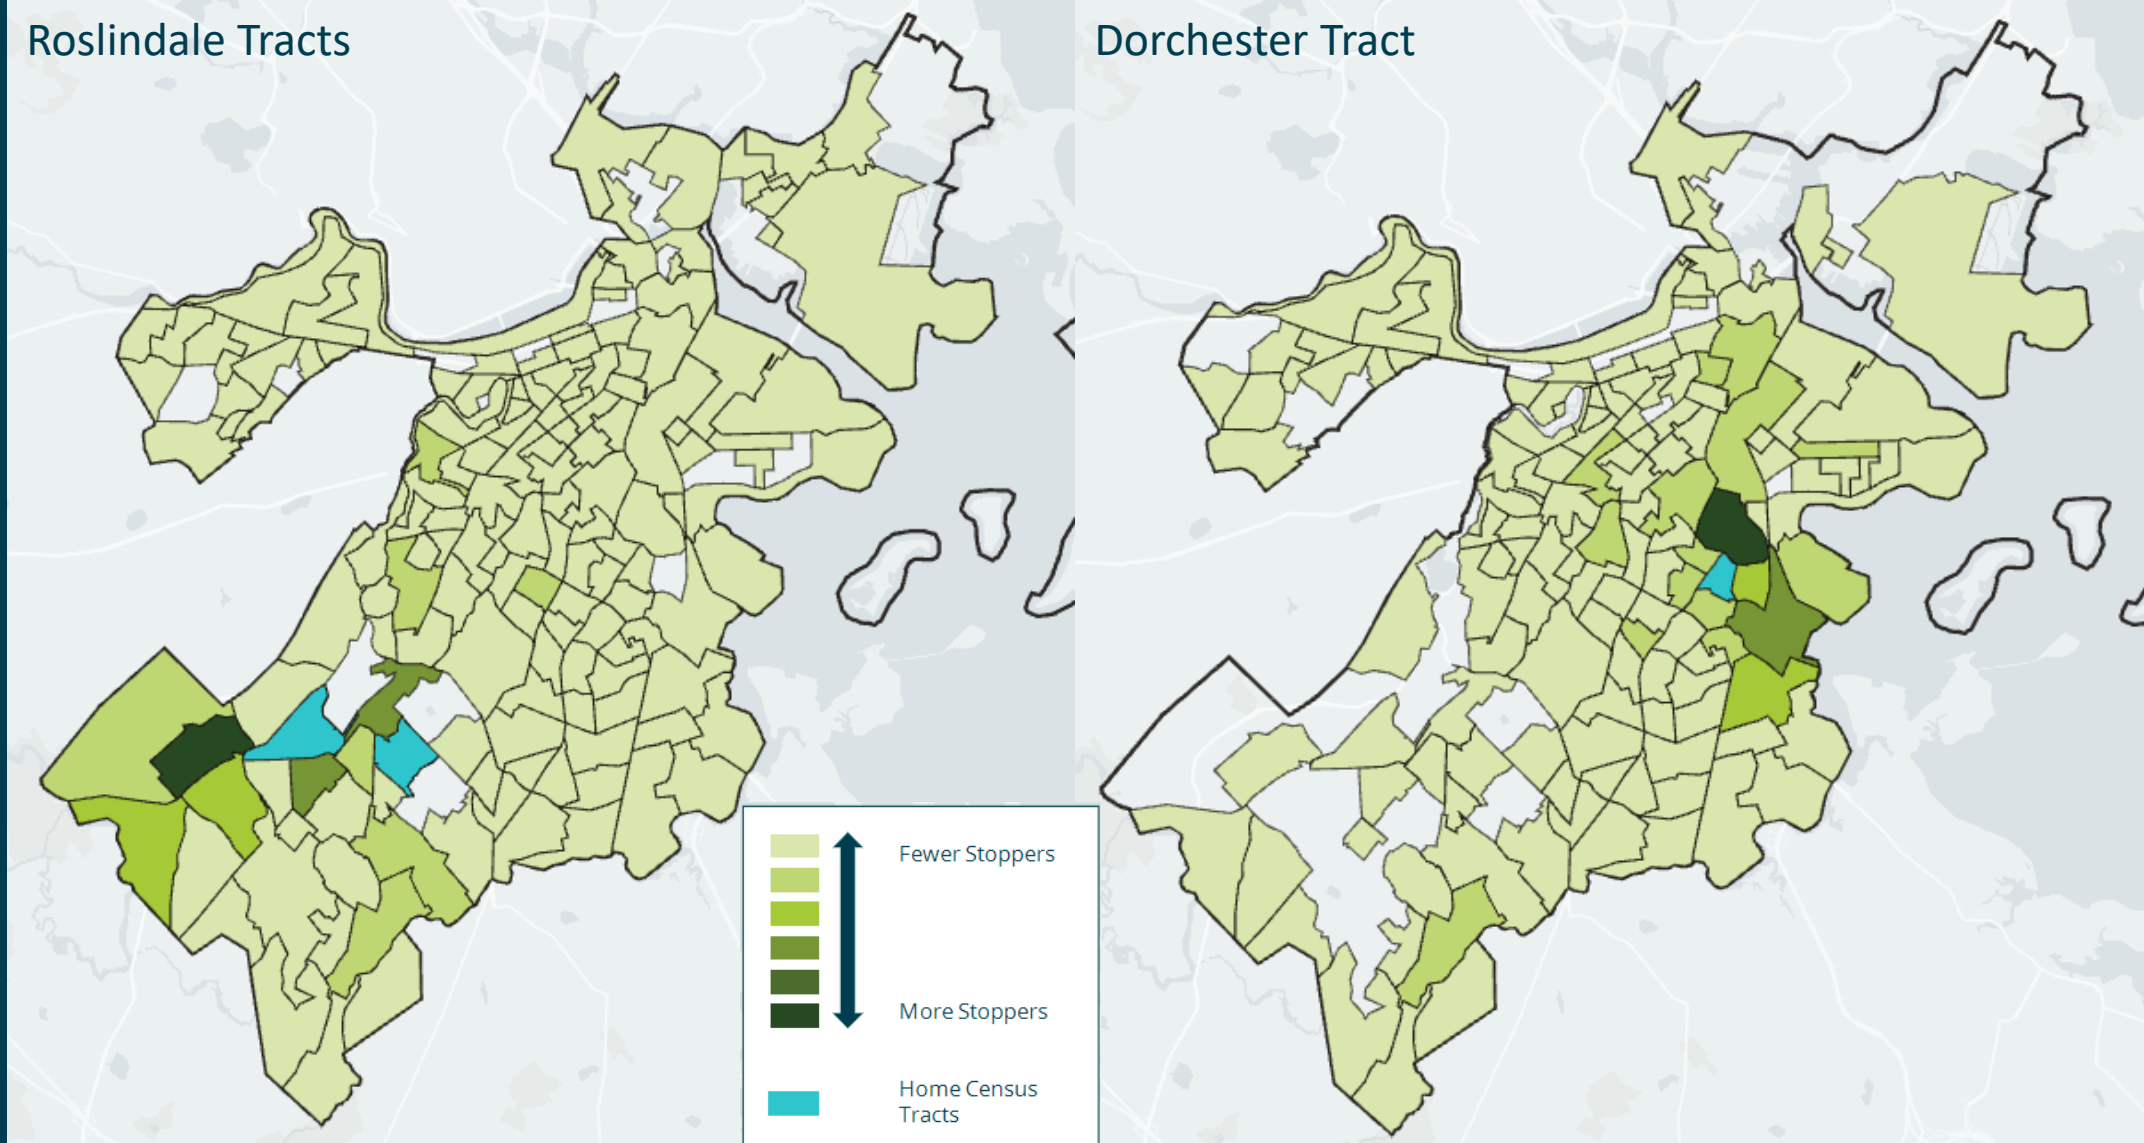 Roslindale Tracts
Dorchester Tract
Fewer Stoppers
More Stoppers
Home Census
Tracts